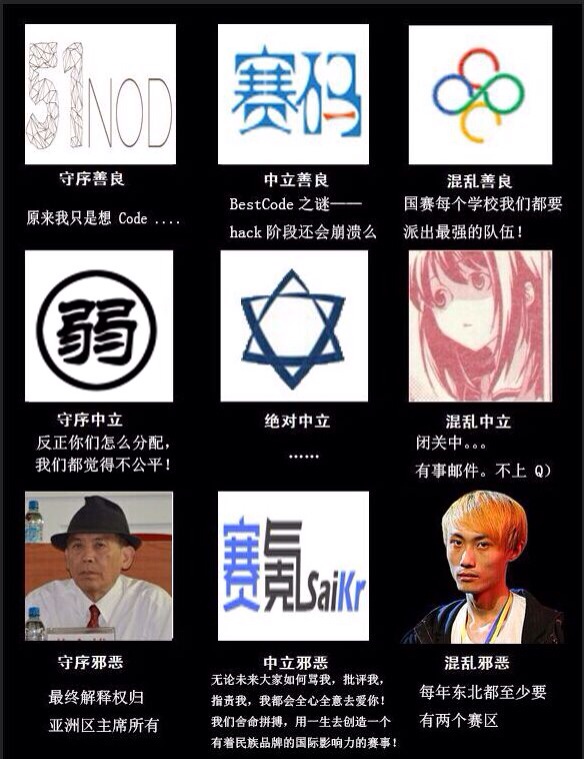 51NOD
赛码
守序善良
中立善良
混乱善良
原来我只是想 Code ....
BestCode 之谜——
hack 阶段还会崩溃么
国赛每个学校我们都要
派出最强的队伍！
弱
守序中立
绝对中立
混乱中立
反正你们怎么分配，
我们都觉得不公平！
......
闭关中。。。
有事邮件。不上 Q）
赛氪SaiKr
守序邪恶
中立邪恶
混乱邪恶
最终解释权归
亚洲区主席所有
无论未来大家如何骂我，批评我，
指责我，我都会全心全意去爱你！
我们舍命拼搏，用一生去创造一个
有着民族品牌的国际影响力的赛事！
每年东北都至少要
有两个赛区